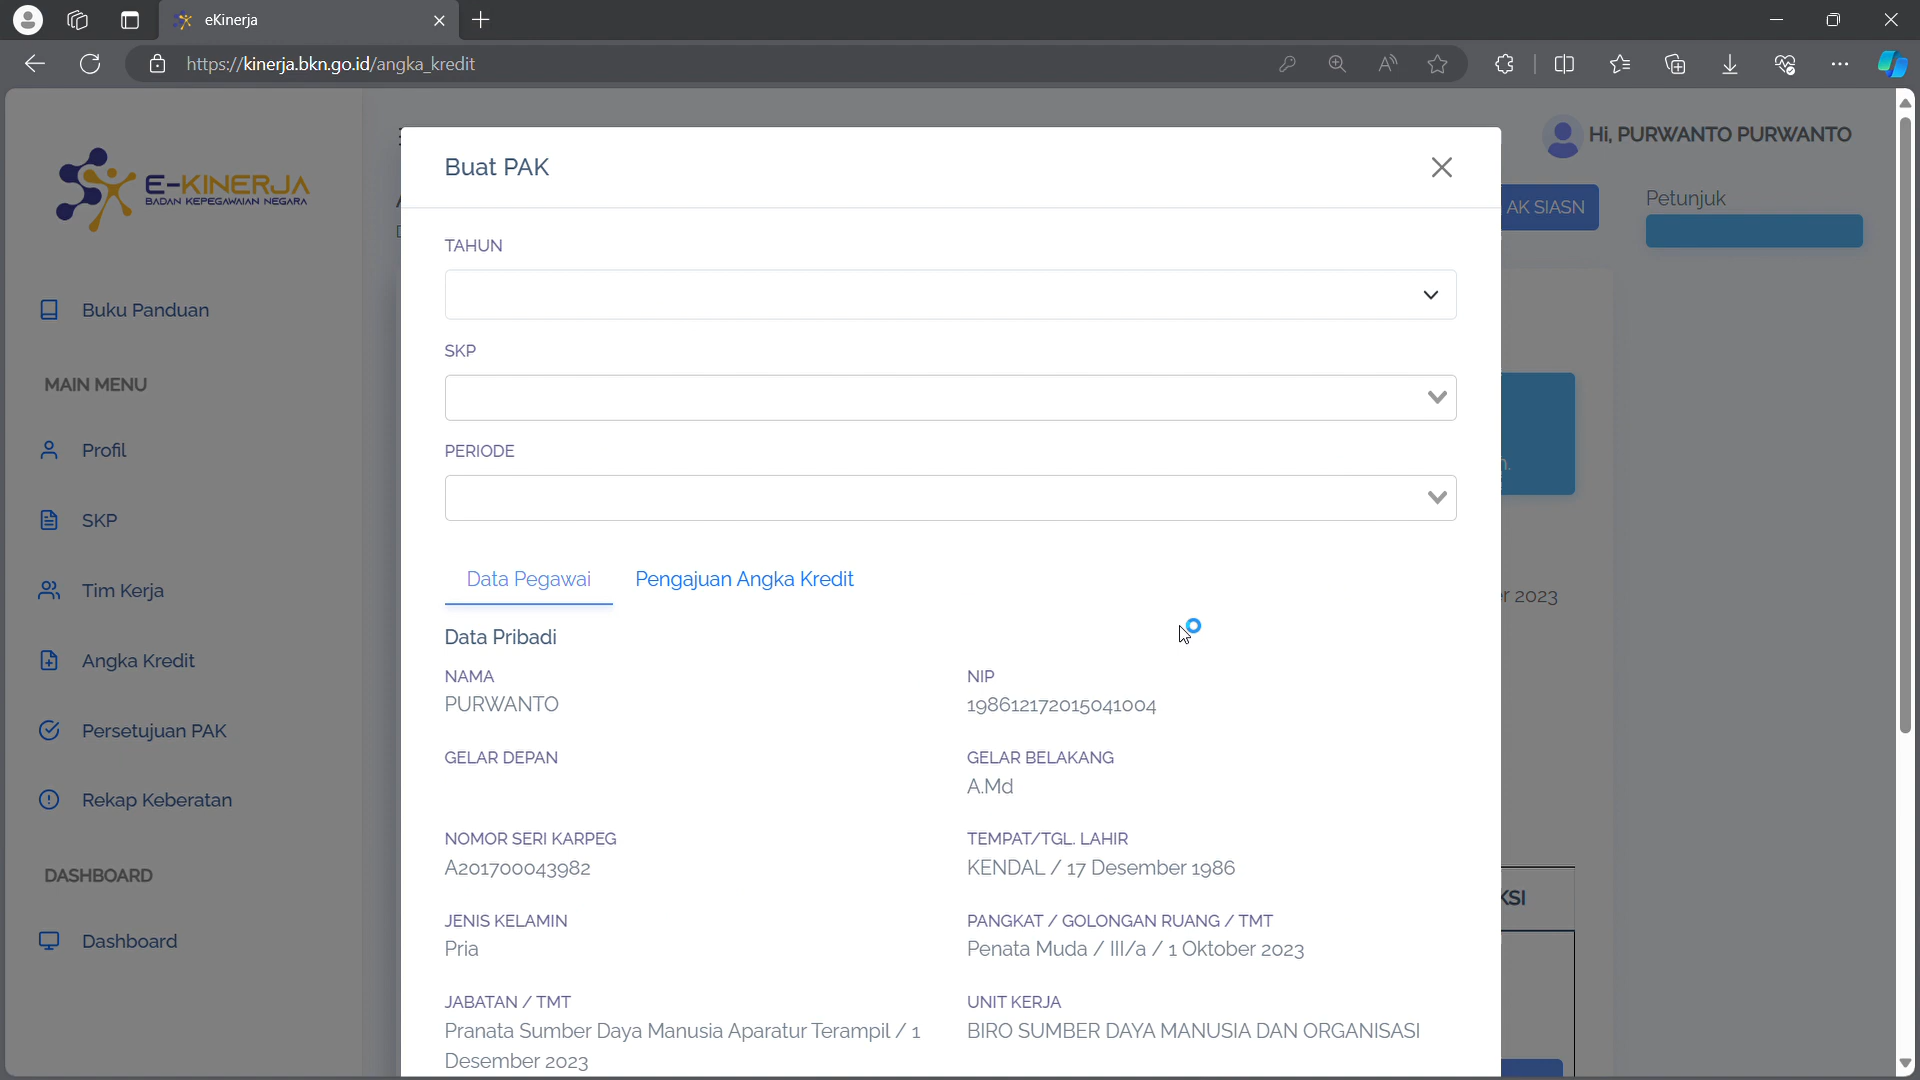 eKinerja
https://kinerja.bkn.go.id/angka_kredit
E-KINERJA
BADAN KEPEGAWAIAN NEGARA
Hi, PURWANTO PURWANTO
AK SIASN
Petunjuk
Buku Panduan
MAIN MENU
Profil
SKP
Tim Kerja
Angka Kredit
Persetujuan PAK
Rekap Keberatan
DASHBOARD
Dashboard
Buat PAK
TAHUN
SKP
PERIODE
Data Pegawai Pengajuan Angka Kredit
Data Pribadi
NAMA
PURWANTO
NIP
198612172015041004
GELAR DEPAN
GELAR BELAKANG
A.Md
NOMOR SERI KARPEG
A201700043982
TEMPAT/TGL. LAHIR
KENDAL / 17 Desember 1986
JENIS KELAMIN
Pria
PANGKAT / GOLONGAN RUANG / TMT
Penata Muda / III/a / 1 Oktober 2023
JABATAN / TMT
Pranata Sumber Daya Manusia Aparatur Terampil / 1
Desember 2023
UNIT KERJA
BIRO SUMBER DAYA MANUSIA DAN ORGANISASI
r 2023
KSI